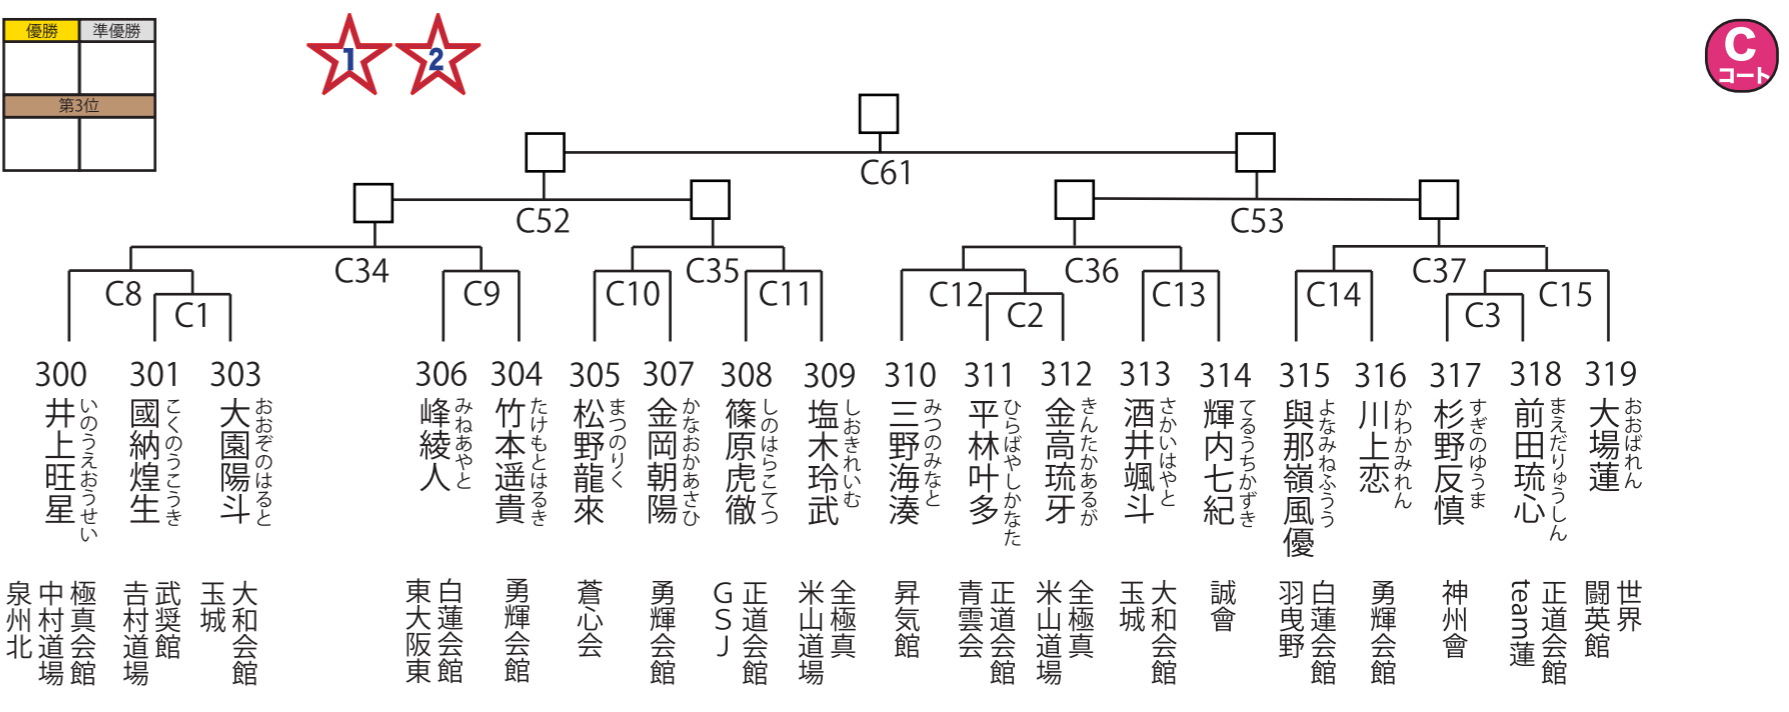 優勝 準優勝
第3位
1 2
C
コート
C61
C52 C53
C34 C35 C36 C37
C8 C9 C10 C11 C12 C13 C14 C15
C1 C2 C3
300 301 303 306 304 305 307 308 309 310 311 312 313 314 315 316 317 318 319
井上旺星
いのうえおうせい
國納煌生
こくのうこうき
大園陽斗
おおぞのはると
峰綾人
みねあやと
竹本遥貴
たけもとはるき
松野龍來
まつのりく
金岡朝陽
かなおかあさひ
篠原虎徹
しのはらこてつ
塩木玲武
しおきれいむ
三野海湊
みつのみなと
平林叶多
ひらばやしかなた
金高琉牙
きんたかあるが
酒井颯斗
さかいはやと
輝内七紀
てるうちかずき
與那嶺風優
よなみねふうう
川上恋
かわかみれん
杉野反慎
すぎのゆうま
前田琉心
まえだりゅうしん
大場蓮
おおばれん
極真会館
中村道場
泉州北
武奨館
吉村道場
大和会館
玉城
白蓮会館
東大阪東
勇輝会館
蒼心会
勇輝会館
正道会館
GSJ
全極真
米山道場
昇気館
正道会館
青雲会
全極真
米山道場
大和会館
玉城
誠會
白蓮会館
羽曳野
勇輝会館
神州會
正道会館
team蓮
世界
闘英館